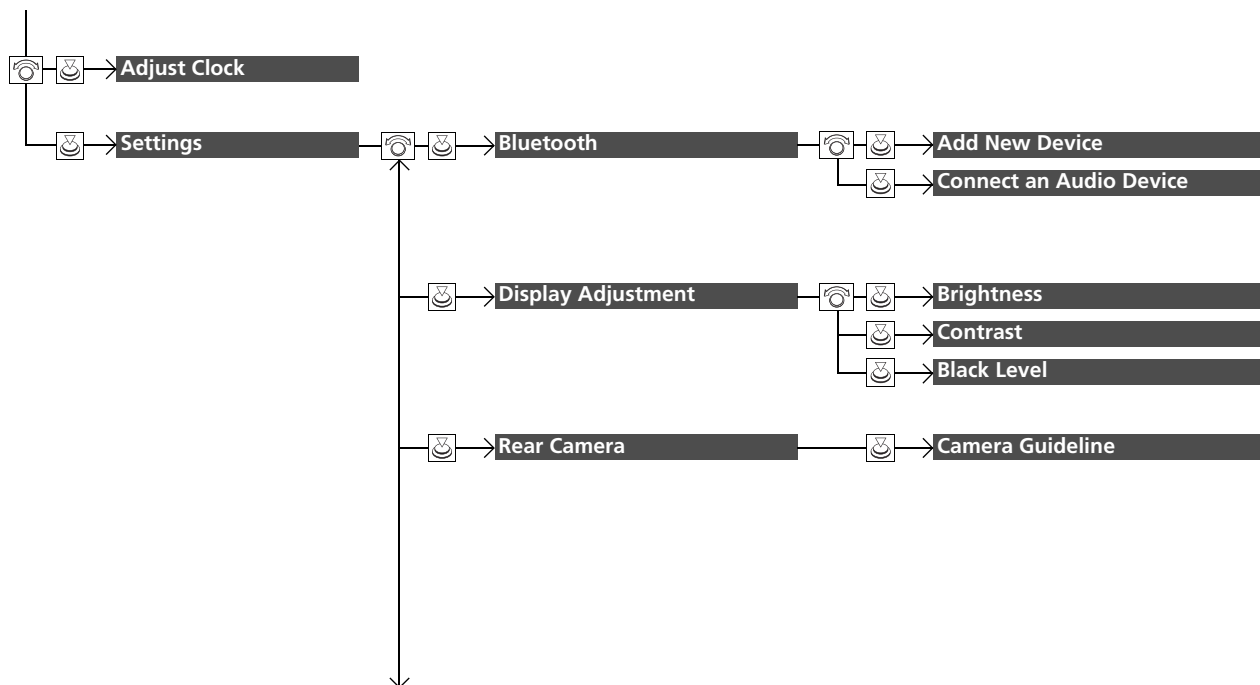 Adjust Clock
Settings
Bluetooth
Add New Device
Connect an Audio Device
Display Adjustment
Brightness
Contrast
Black Level
Rear Camera
Camera Guideline